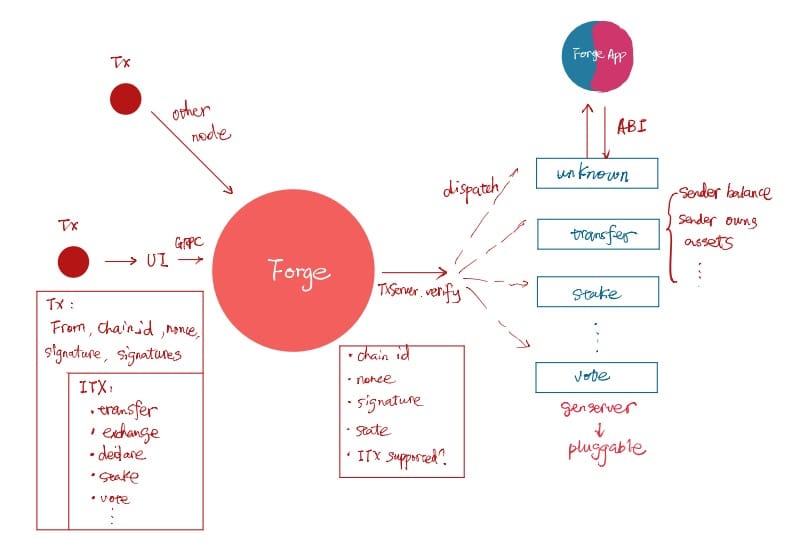 Tx
other
node
Tx
UI
GRPC
Tx:
From, chain_id, nonce,
signature, signatures
ITX:
• transfer
• exchange
• declare
• stake
• vote
⋮
Forge
TxServer.verify
• chain id
• nonce
• signature
• state
• ITX supported?
dispatch
Forge App
ABI
unknown
transfer
stake
⋮
vote
genserver
pluggable
sender balance
sender owns
assets
⋮